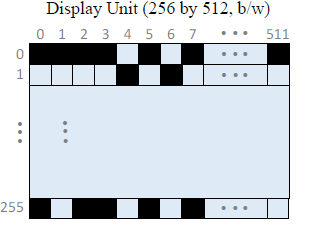 Display Unit (256 by 512, b/w)
0 1 2 3 4 5 6 7 ••• 511
0 •••
1 •••
⋮ ⋮
255 •••